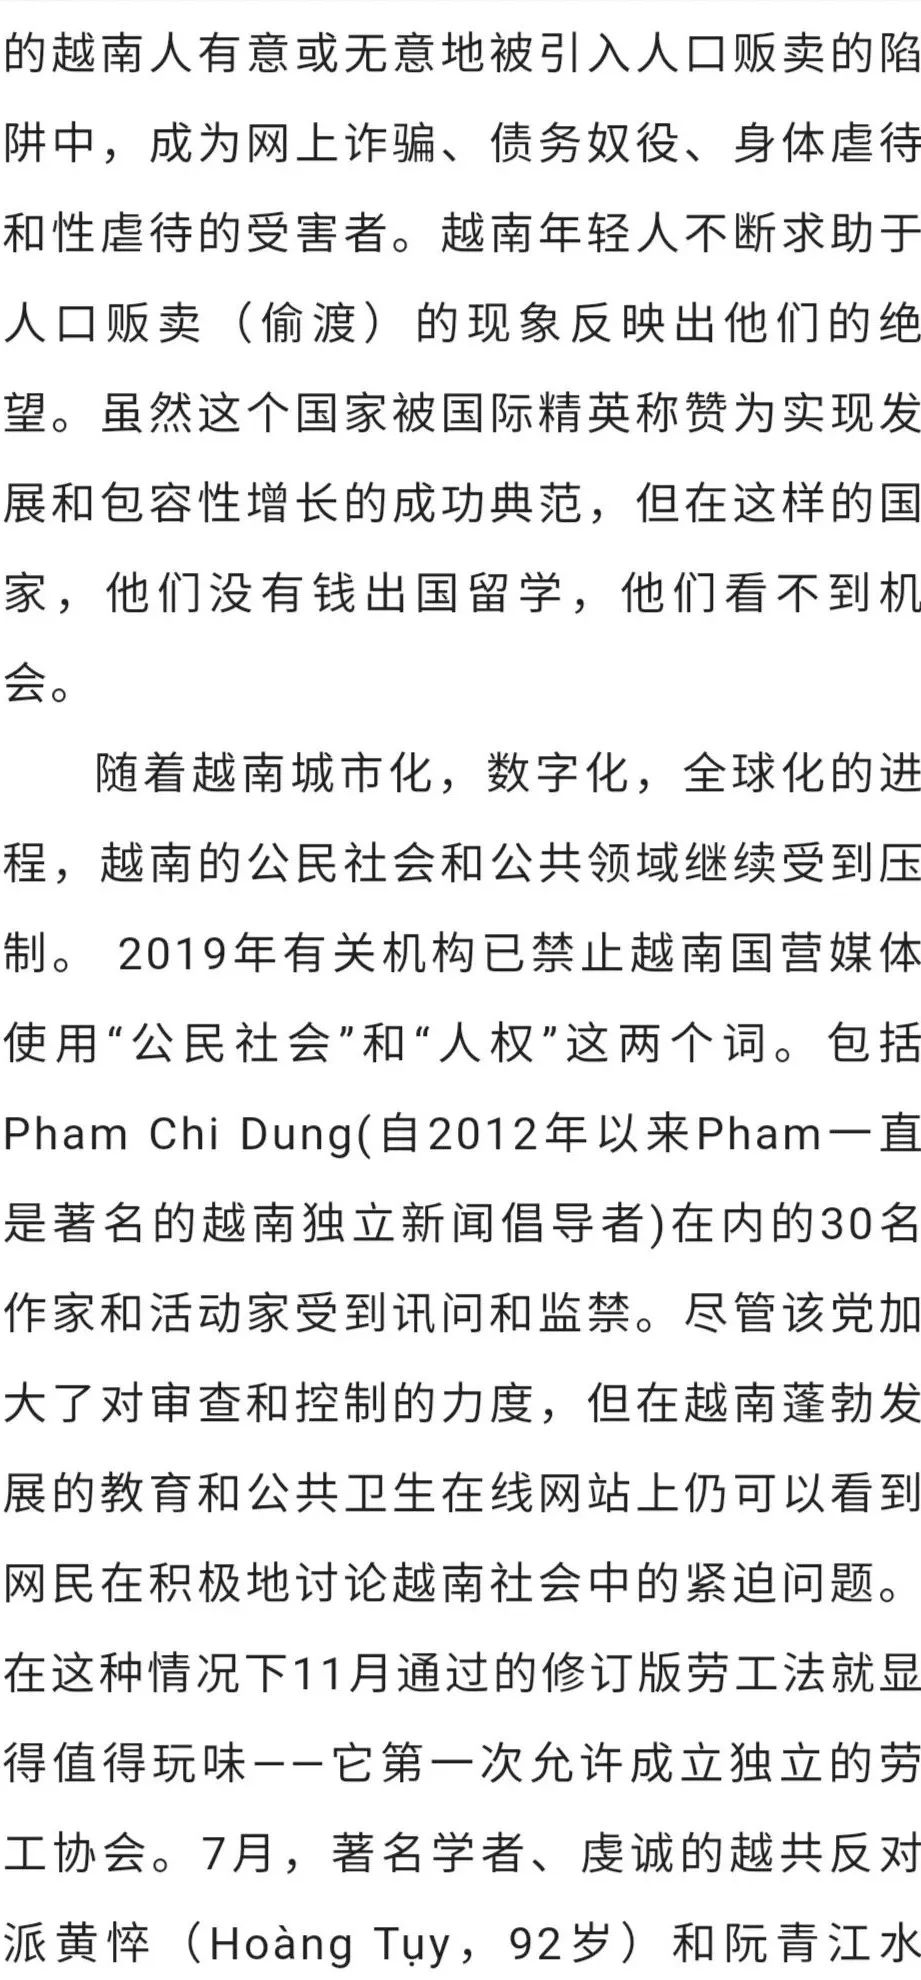 的越南人有意或无意地被引入人口贩卖的陷
阱中，成为网上诈骗、债务奴役、身体虐待
和性虐待的受害者。越南年轻人不断求助于
人口贩卖（偷渡）的现象反映出他们的绝
望。虽然这个国家被国际精英称赞为实现发
展和包容性增长的成功典范，但在这样的国
家，他们没有钱出国留学，他们看不到机
会。
随着越南城市化，数字化，全球化的进
程，越南的公民社会和公共领域继续受到压
制。 2019年有关机构已禁止越南国营媒体
使用“公民社会”和“人权”这两个词。包括
Pham Chi Dung(自2012年以来Pham一直
是著名的越南独立新闻倡导者)在内的30名
作家和活动家受到讯问和监禁。尽管该党加
大了对审查和控制的力度，但在越南蓬勃发
展的教育和公共卫生在线网站上仍可以看到
网民在积极地讨论越南社会中的紧迫问题。
在这种情况下11月通过的修订版劳工法就显
得值得玩味——它第一次允许成立独立的劳
工协会。7月，著名学者、虔诚的越共反对
派黄悴（Hoàng Tụy，92岁）和阮青江水